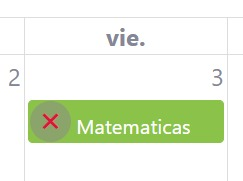 vie.
2 3
✕ Matematicas